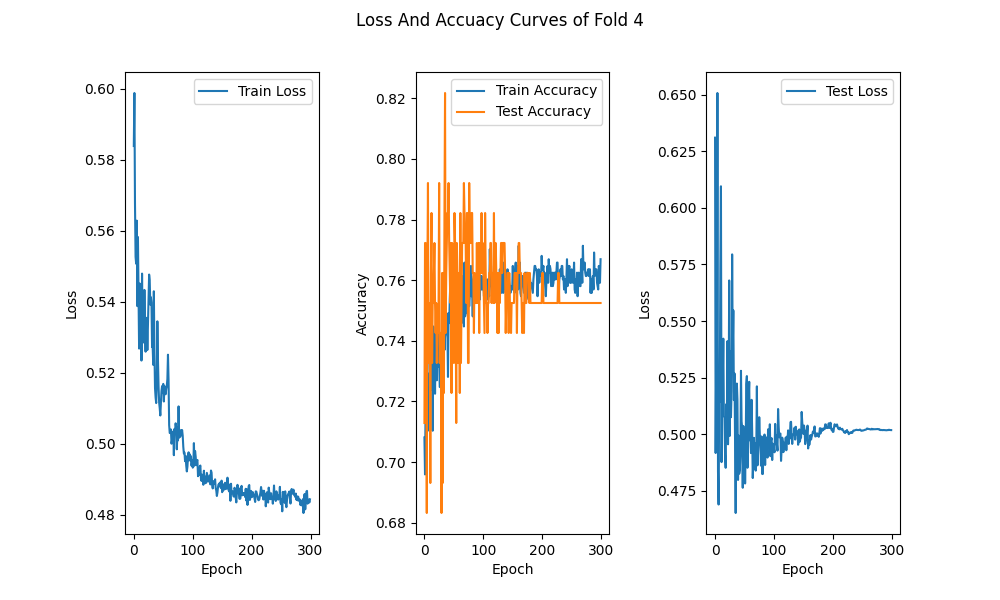 Loss And Accuacy Curves of Fold 4
Train Loss
0.60
0.58
0.56
0.54
0.52
0.50
0.48
Loss
0 100 200 300
Epoch
Train Accuracy
Test Accuracy
0.82
0.80
0.78
0.76
0.74
0.72
0.70
0.68
Accuracy
0 100 200 300
Epoch
Test Loss
0.650
0.625
0.600
0.575
0.550
0.525
0.500
0.475
Loss
0 100 200 300
Epoch